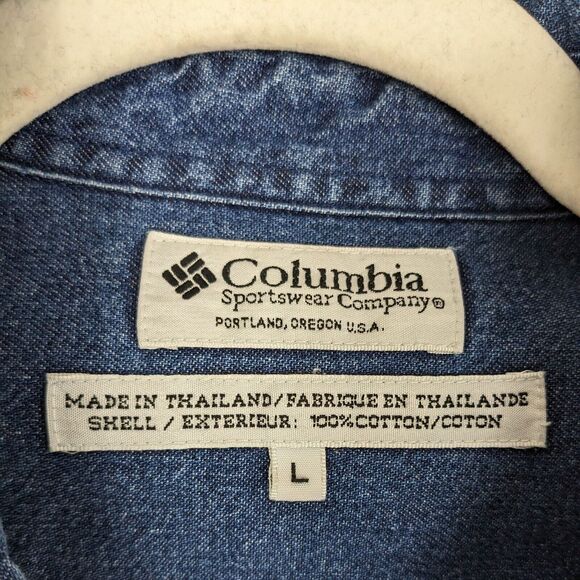 Columbia
Sportswear Company®
PORTLAND, OREGON U.S.A.
MADE IN THAILAND/FABRIQUE EN THAILANDE
SHELL / EXTERIEUR: 100% COTTON/COTON
L